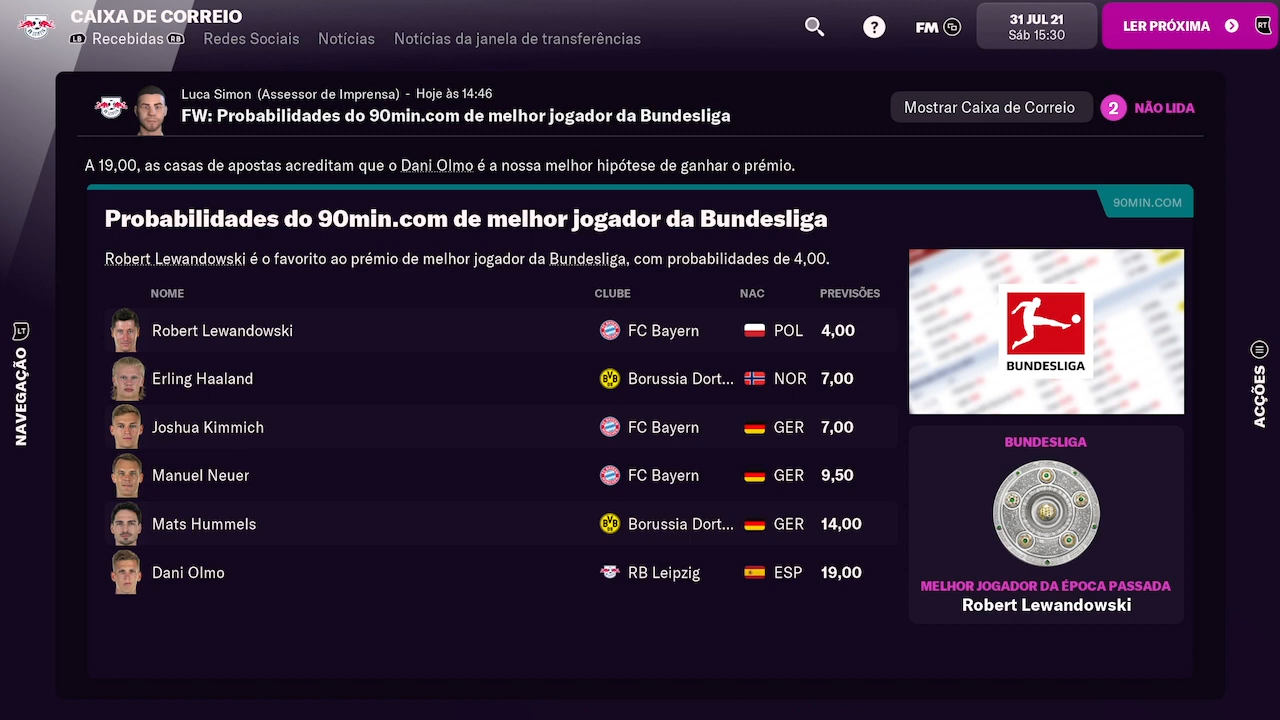 CAIXA DE CORREIO
LB Recebidas RB Redes Sociais Notícias Notícias da janela de transferências
FM
31 JUL 21
Sáb 15:30
LER PRÓXIMA
RT
Luca Simon (Assessor de Imprensa) - Hoje às 14:46
FW: Probabilidades do 90min.com de melhor jogador da Bundesliga
Mostrar Caixa de Correio
2 NÃO LIDA
A 19,00, as casas de apostas acreditam que o Dani Olmo é a nossa melhor hipótese de ganhar o prémio.
90MIN.COM
Probabilidades do 90min.com de melhor jogador da Bundesliga
Robert Lewandowski é o favorito ao prémio de melhor jogador da Bundesliga, com probabilidades de 4,00.
NOME CLUBE NAC PREVISÕES
Robert Lewandowski FC Bayern POL 4,00
Erling Haaland BVB 09 Borussia Dort... NOR 7,00
Joshua Kimmich FC Bayern GER 7,00
Manuel Neuer FC Bayern GER 9,50
Mats Hummels BVB 09 Borussia Dort... GER 14,00
Dani Olmo RB Leipzig ESP 19,00
BUNDESLIGA
BUNDESLIGA
MELHOR JOGADOR DA ÉPOCA PASSADA
Robert Lewandowski
LT
NAVEGAÇÃO
ACÇÕES